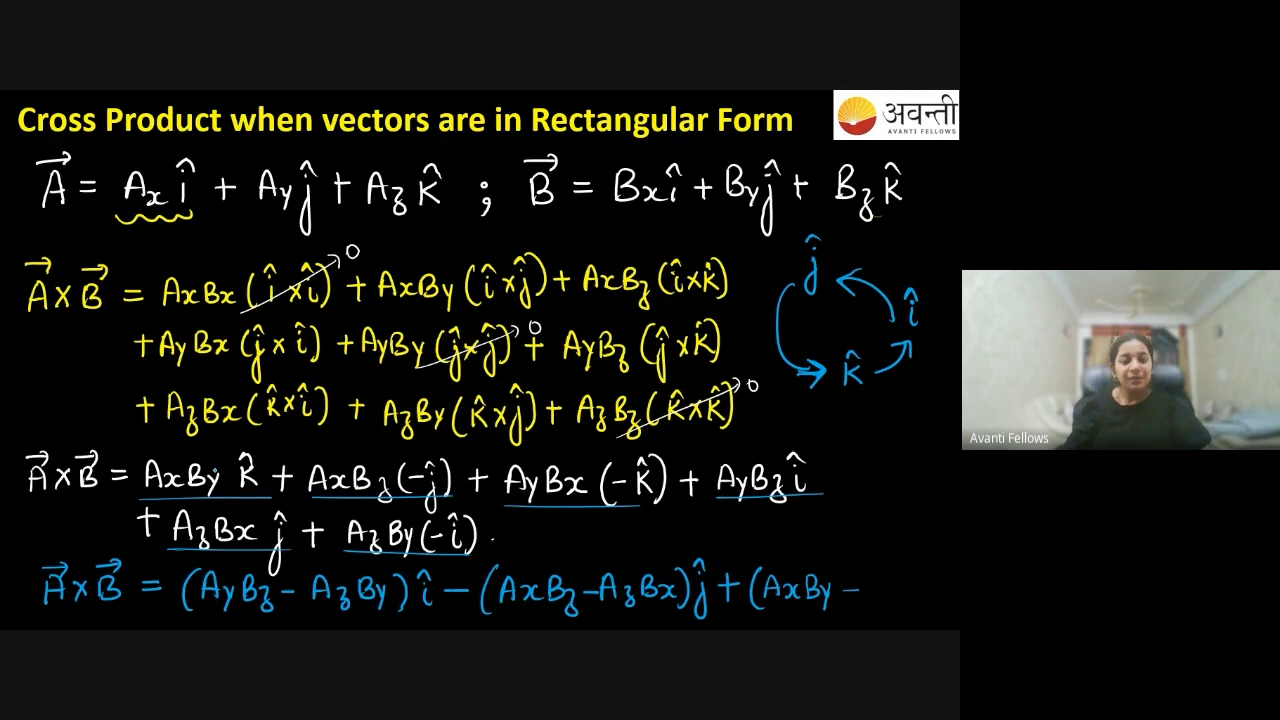 Cross Product when vectors are in Rectangular Form
अवन्ती
AVANTI FELLOWS
A⃗ = Ax î + Ay ĵ + Az k̂ ; B⃗ = Bx î + By ĵ + Bz k̂
A⃗ × B⃗ = AxBx (î × î) → 0 + AxBy (î × ĵ) + AxBz (î × k̂)
+ AyBx (ĵ × î) + AyBy (ĵ × ĵ) → 0 + AyBz (ĵ × k̂)
+ AzBx (k̂ × î) + AzBy (k̂ × ĵ) + AzBz (k̂ × k̂) → 0
ĵ
î
k̂
A⃗ × B⃗ = AxBy k̂ + AxBz (-ĵ) + AyBx (-k̂) + AyBz î
+ AzBx ĵ + AzBy (-î) .
A⃗ × B⃗ = (AyBz - AzBy) î - (AxBz - AzBx) ĵ + (AxBy -
Avanti Fellows